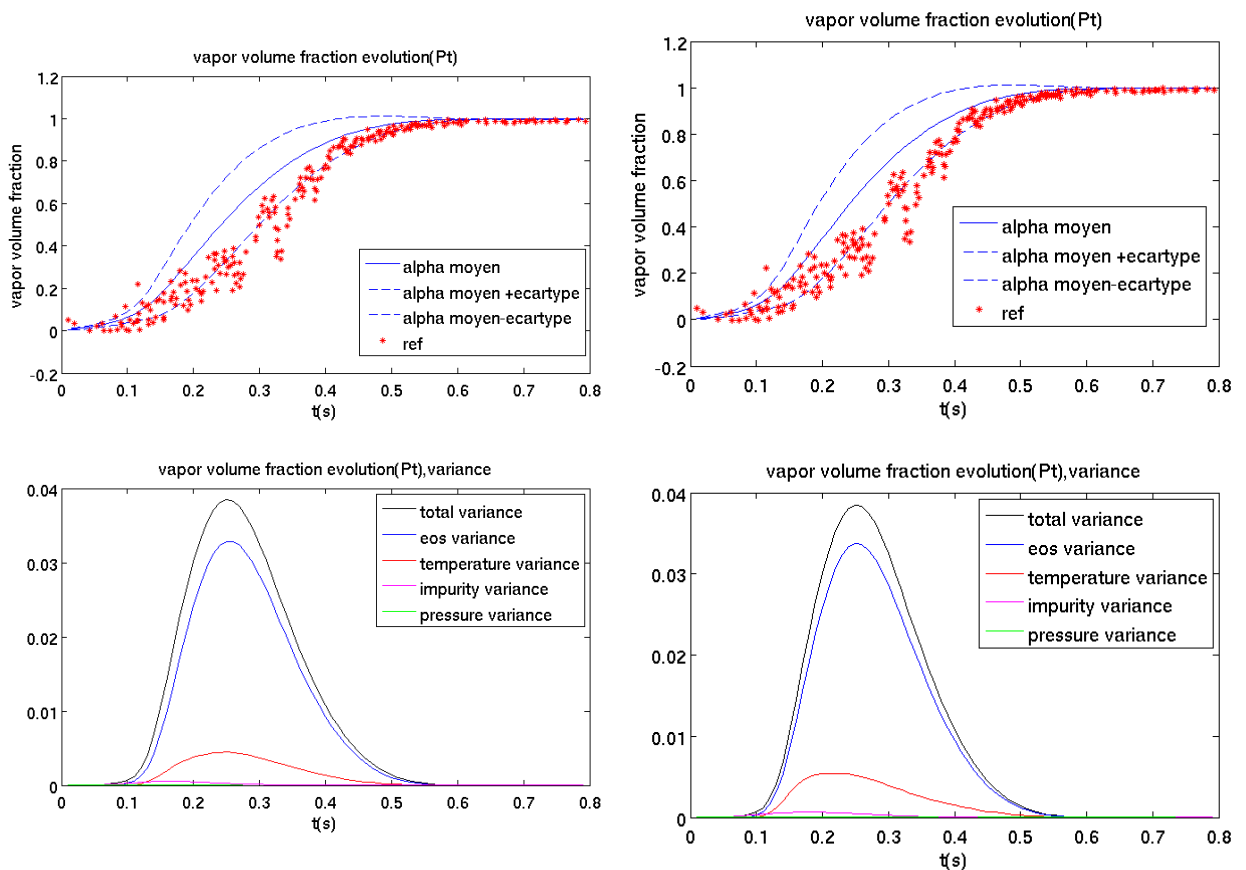 vapor volume fraction evolution(Pt)
1.2
1
0.8
0.6
0.4
0.2
0
-0.2
vapor volume fraction
alpha moyen
alpha moyen +ecartype
alpha moyen-ecartype
ref
0 0.1 0.2 0.3 0.4 0.5 0.6 0.7 0.8
t(s)
vapor volume fraction evolution(Pt)
1.2
1
0.8
0.6
0.4
0.2
0
-0.2
vapor volume fraction
alpha moyen
alpha moyen +ecartype
alpha moyen-ecartype
ref
0 0.1 0.2 0.3 0.4 0.5 0.6 0.7 0.8
t(s)
vapor volume fraction evolution(Pt),variance
0.04
0.03
0.02
0.01
0
total variance
eos variance
temperature variance
impurity variance
pressure variance
0 0.1 0.2 0.3 0.4 0.5 0.6 0.7 0.8
t(s)
vapor volume fraction evolution(Pt),variance
0.04
0.03
0.02
0.01
0
total variance
eos variance
temperature variance
impurity variance
pressure variance
0 0.1 0.2 0.3 0.4 0.5 0.6 0.7 0.8
t(s)